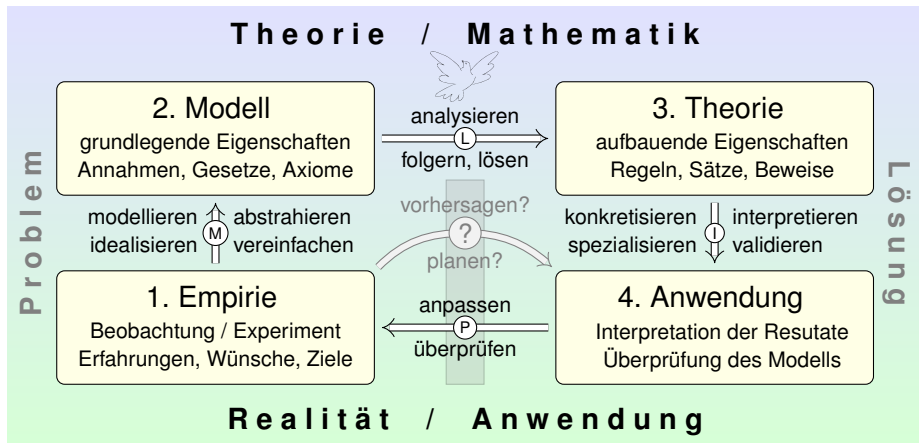 Theorie / Mathematik
Problem
2. Modell
grundlegende Eigenschaften
Annahmen, Gesetze, Axiome
analysieren
L
folgern, lösen
3. Theorie
aufbauende Eigenschaften
Regeln, Sätze, Beweise
Lösung
modellieren abstrahieren
M
idealisieren vereinfachen
vorhersagen?
?
planen?
konkretisieren interpretieren
I
spezialisieren validieren
1. Empirie
Beobachtung / Experiment
Erfahrungen, Wünsche, Ziele
anpassen
P
überprüfen
4. Anwendung
Interpretation der Resutate
Überprüfung des Modells
Realität / Anwendung